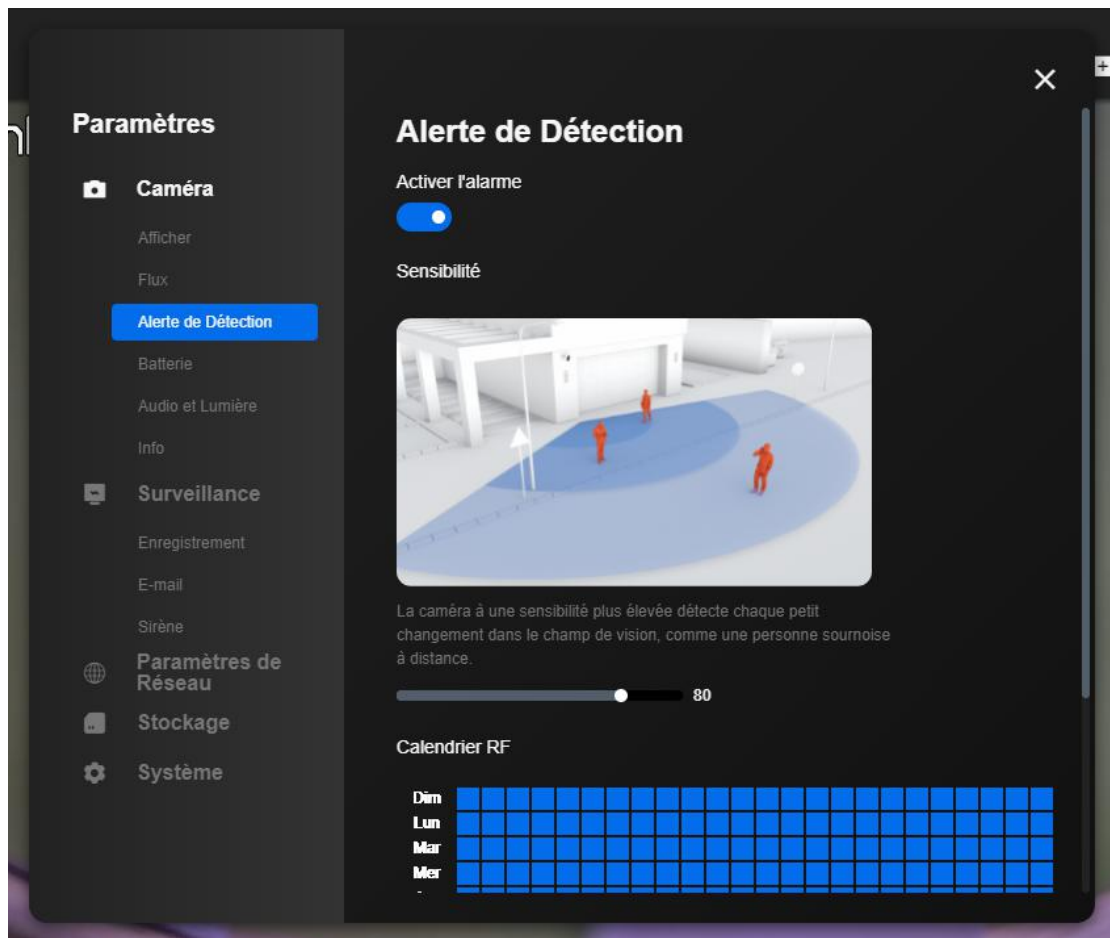 Paramètres
Caméra
Afficher
Flux
Alerte de Détection
Batterie
Audio et Lumière
Info
Surveillance
Enregistrement
E-mail
Sirène
Paramètres de
Réseau
Stockage
Système
Alerte de Détection
Activer l'alarme
Sensibilité
La caméra à une sensibilité plus élevée détecte chaque petit
changement dans le champ de vision, comme une personne sournoise
à distance.
80
Calendrier RF
Dim
Lun
Mar
Mer